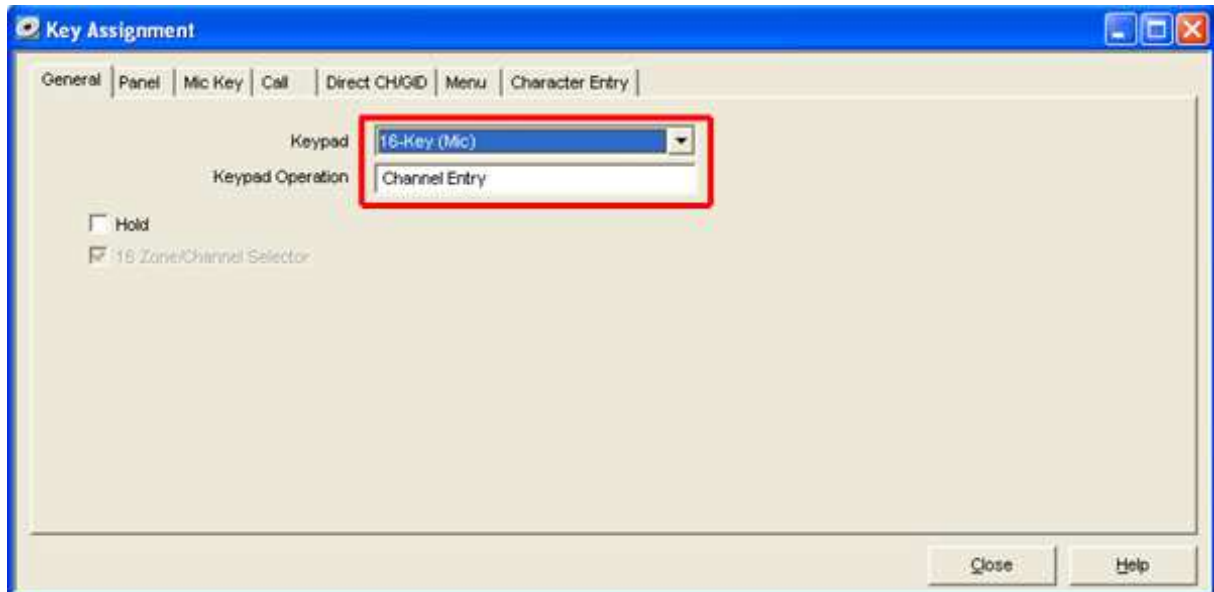 Key Assignment
General Panel Mic Key Call Direct CH/GID Menu Character Entry
Keypad 16-Key (Mic)
Keypad Operation Channel Entry
Hold
16 Zone/Channel Selector
Close Help